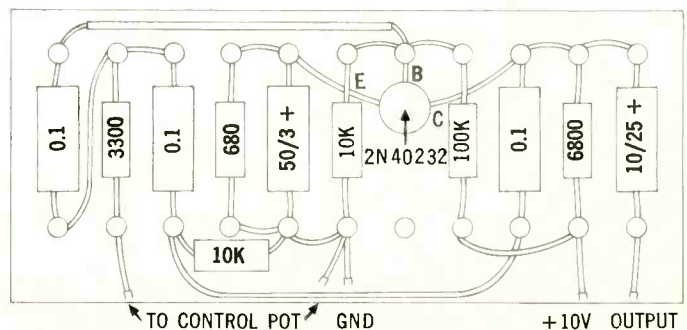 E
B
C
0.1
3300
0.1
680
50/3 +
10K
2N40232
100K
0.1
6800
10/25 +
10K
TO CONTROL POT
GND
+10V
OUTPUT